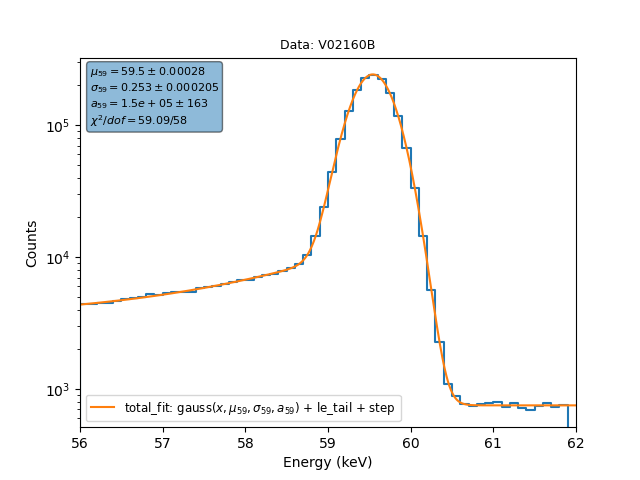 Data: V02160B
μ₅₉ = 59.5 ± 0.00028
σ₅₉ = 0.253 ± 0.000205
a₅₉ = 1.5e + 05 ± 163
χ²/dof = 59.09/58
10⁵
10⁴
10³
Counts
total_fit: gauss(x, μ₅₉, σ₅₉, a₅₉) + le_tail + step
56 57 58 59 60 61 62
Energy (keV)